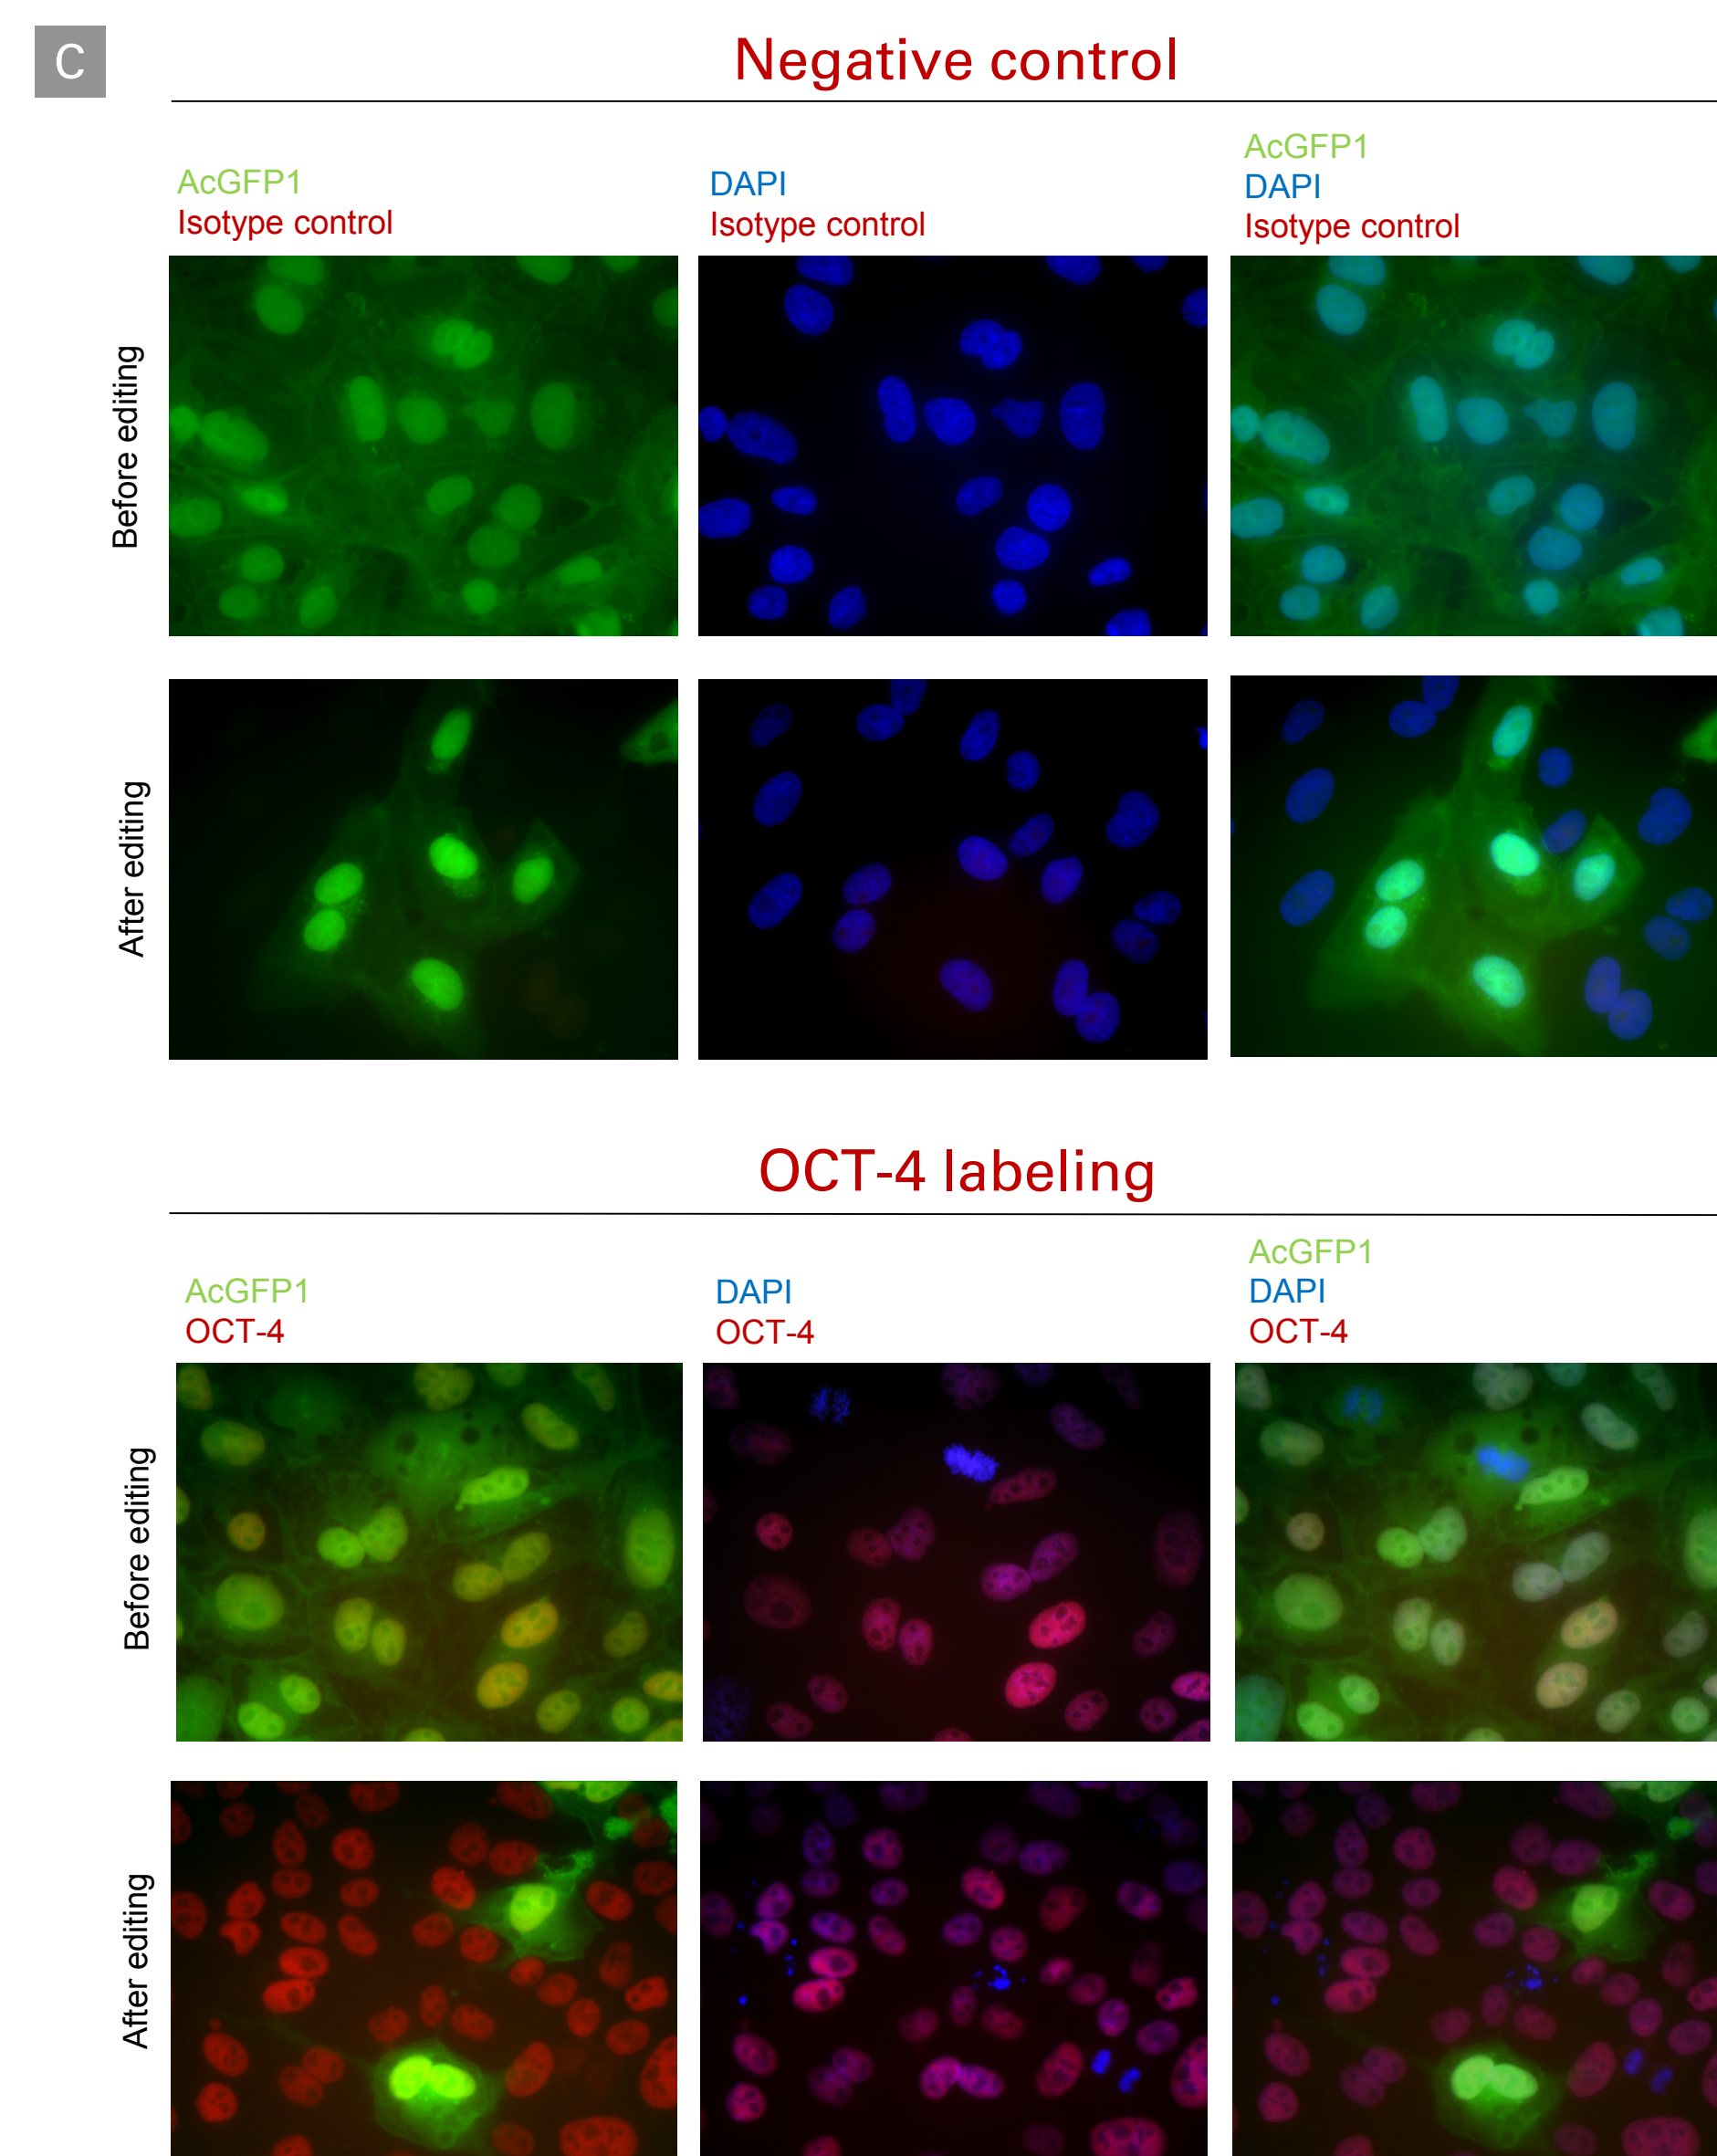 C
Negative control
AcGFP1
Isotype control
DAPI
Isotype control
AcGFP1
DAPI
Isotype control
Before editing
After editing
OCT-4 labeling
AcGFP1
OCT-4
DAPI
OCT-4
AcGFP1
DAPI
OCT-4
Before editing
After editing